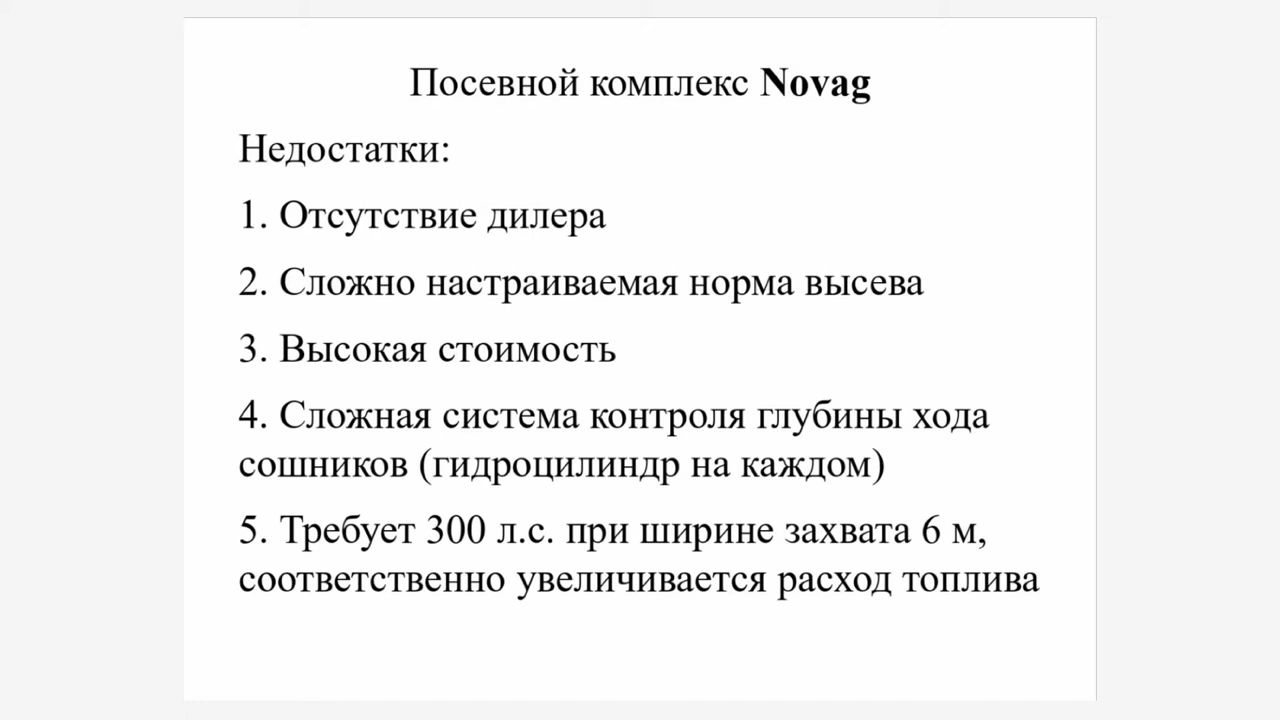 Посевной комплекс Novag
Недостатки:
1. Отсутствие дилера
2. Сложно настраиваемая норма высева
3. Высокая стоимость
4. Сложная система контроля глубины хода
сошников (гидроцилиндр на каждом)
5. Требует 300 л.с. при ширине захвата 6 м,
соответственно увеличивается расход топлива